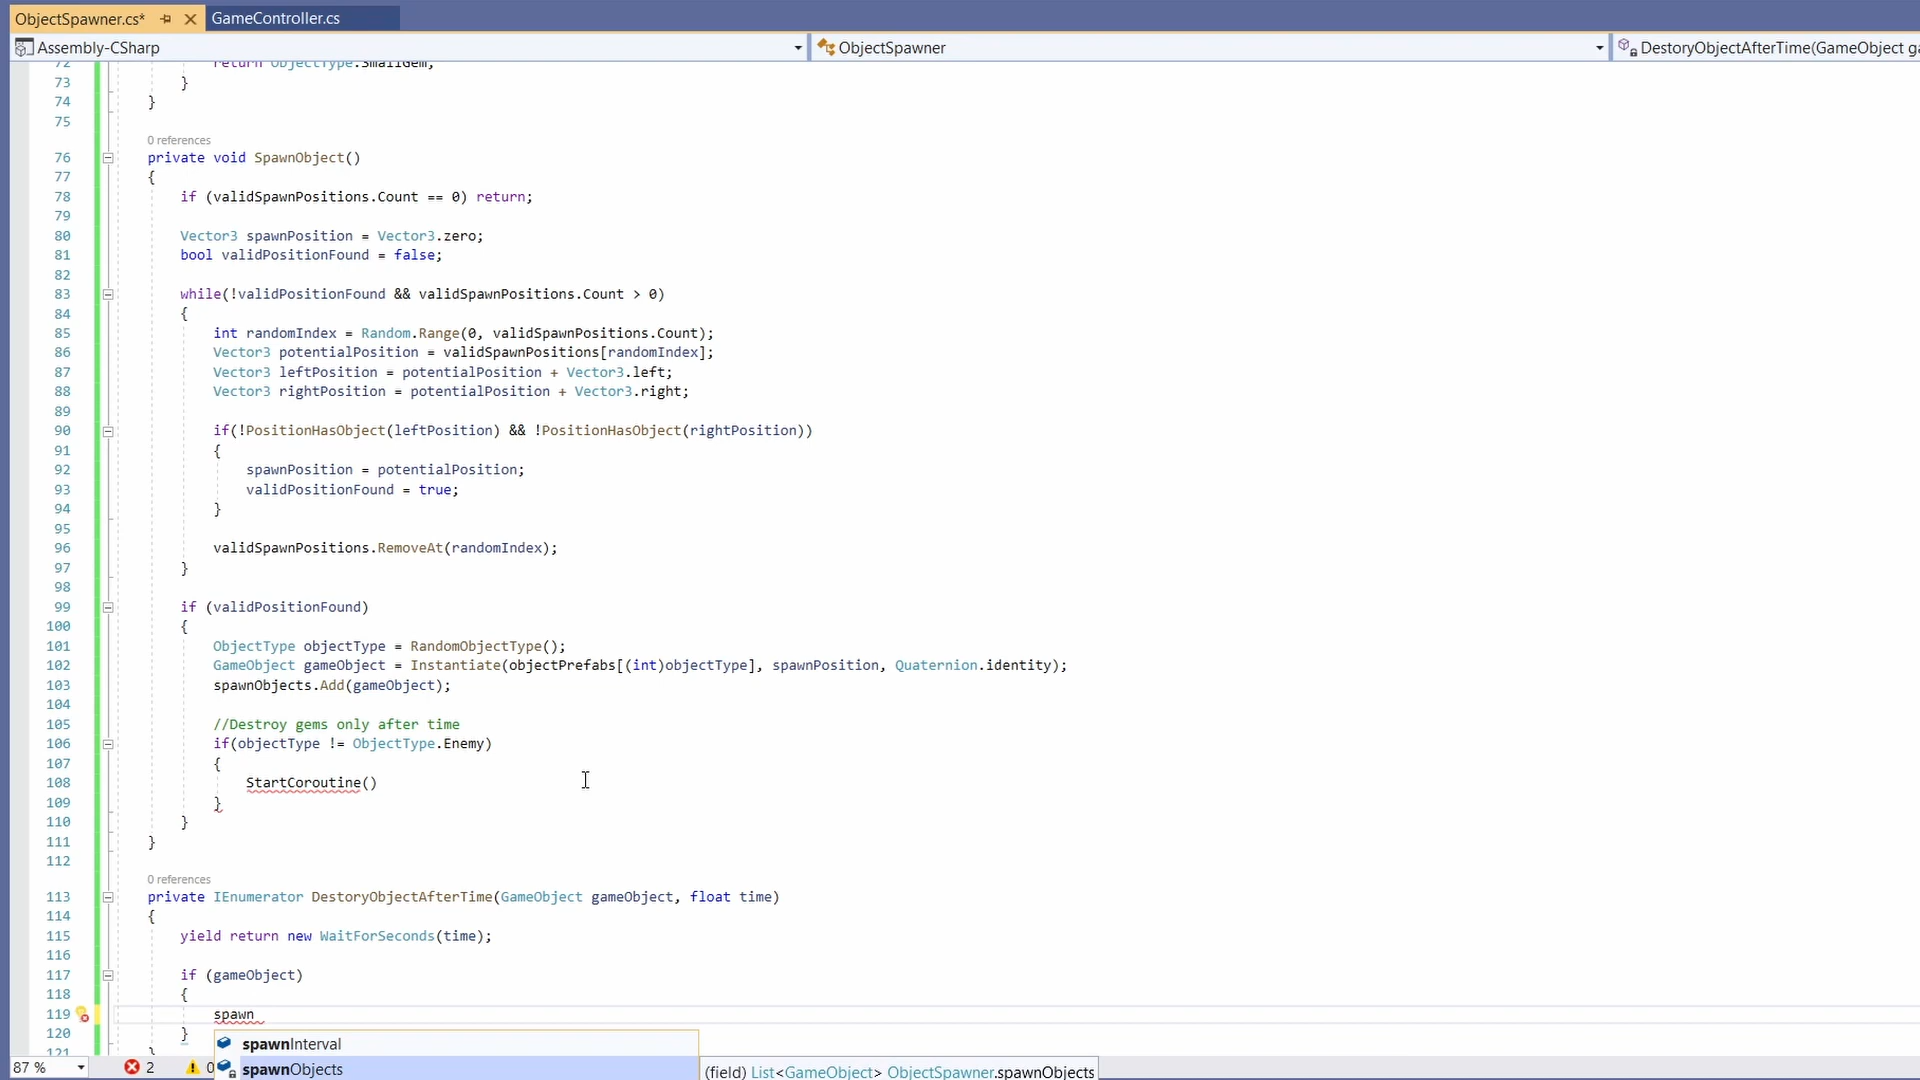 ObjectSpawner.cs*
GameController.cs
Assembly-CSharp
ObjectSpawner
DestoryObjectAfterTime(GameObject ga
72 return ObjectType.SmallGem;
73 }
74 }
75
0 references
76 private void SpawnObject()
77 {
78 if (validSpawnPositions.Count == 0) return;
79
80 Vector3 spawnPosition = Vector3.zero;
81 bool validPositionFound = false;
82
83 while(!validPositionFound && validSpawnPositions.Count > 0)
84 {
85 int randomIndex = Random.Range(0, validSpawnPositions.Count);
86 Vector3 potentialPosition = validSpawnPositions[randomIndex];
87 Vector3 leftPosition = potentialPosition + Vector3.left;
88 Vector3 rightPosition = potentialPosition + Vector3.right;
89
90 if(!PositionHasObject(leftPosition) && !PositionHasObject(rightPosition))
91 {
92 spawnPosition = potentialPosition;
93 validPositionFound = true;
94 }
95
96 validSpawnPositions.RemoveAt(randomIndex);
97 }
98
99 if (validPositionFound)
100 {
101 ObjectType objectType = RandomObjectType();
102 GameObject gameObject = Instantiate(objectPrefabs[(int)objectType], spawnPosition, Quaternion.identity);
103 spawnObjects.Add(gameObject);
104
105 //Destroy gems only after time
106 if(objectType != ObjectType.Enemy)
107 {
108 StartCoroutine()
109 }
110 }
111 }
112
0 references
113 private IEnumerator DestoryObjectAfterTime(GameObject gameObject, float time)
114 {
115 yield return new WaitForSeconds(time);
116
117 if (gameObject)
118 {
119 spawn
120 }
121 }
spawnInterval
spawnObjects
(field) List<GameObject> ObjectSpawner.spawnObjects
87 %
2
0